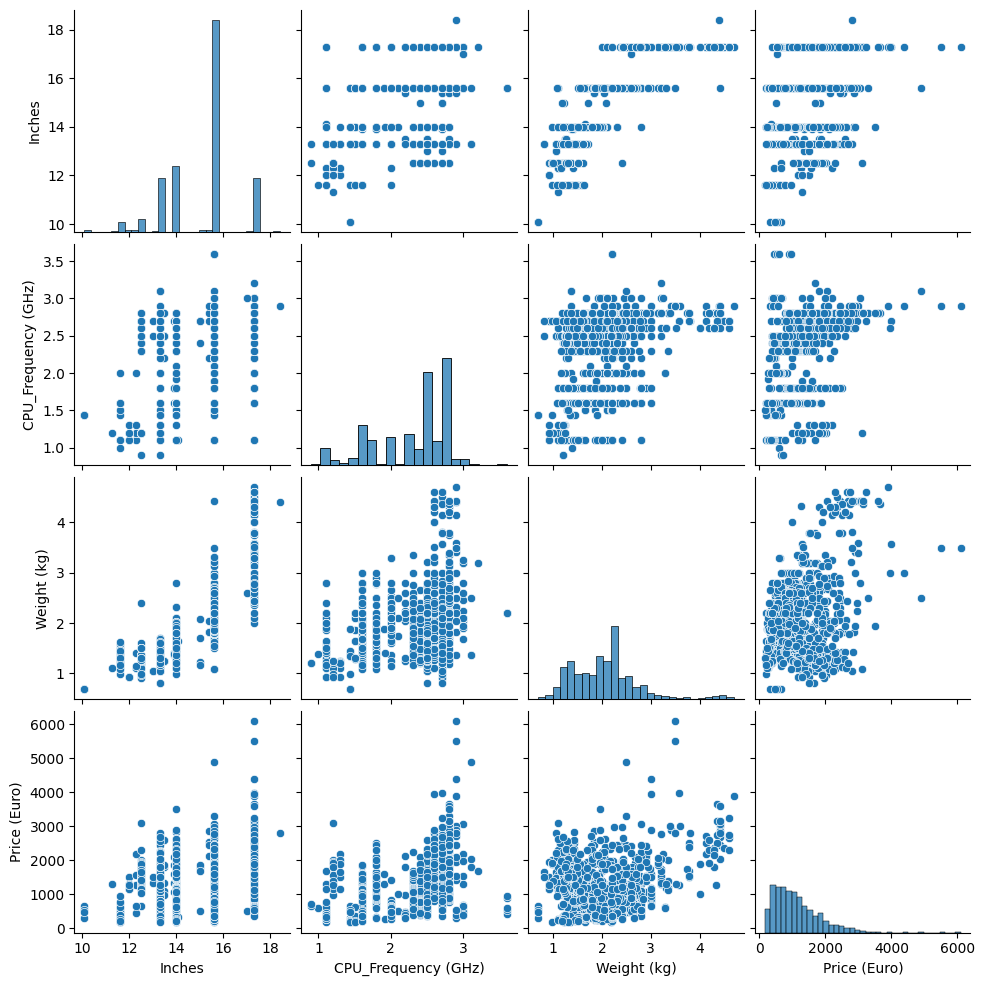 18
16
14
12
10
Inches
3.5
3.0
2.5
2.0
1.5
1.0
CPU_Frequency (GHz)
4
3
2
1
Weight (kg)
6000
5000
4000
3000
2000
1000
0
Price (Euro)
10 12 14 16 18
1 2 3
1 2 3 4
0 2000 4000 6000
Inches
CPU_Frequency (GHz)
Weight (kg)
Price (Euro)